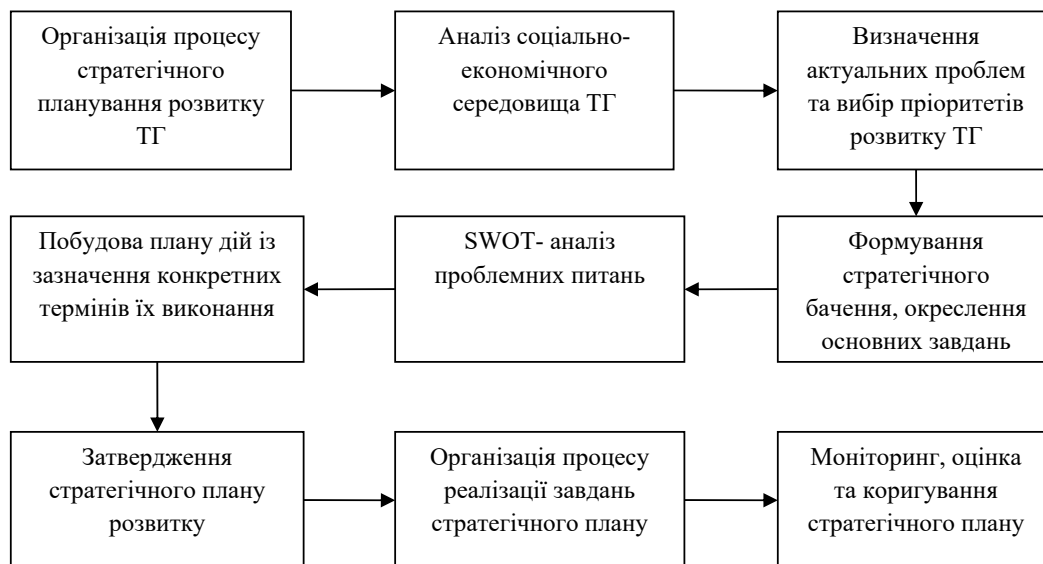 Організація процесу
стратегічного
планування розвитку
ТГ
Аналіз соціально-
економічного
середовища ТГ
Визначення
актуальних проблем
та вибір пріоритетів
розвитку ТГ
Формування
стратегічного
бачення, окреслення
основних завдань
SWOT- аналіз
проблемних питань
Побудова плану дій із
зазначення конкретних
термінів їх виконання
Затвердження
стратегічного плану
розвитку
Організація процесу
реалізації завдань
стратегічного плану
Моніторинг, оцінка
та коригування
стратегічного плану